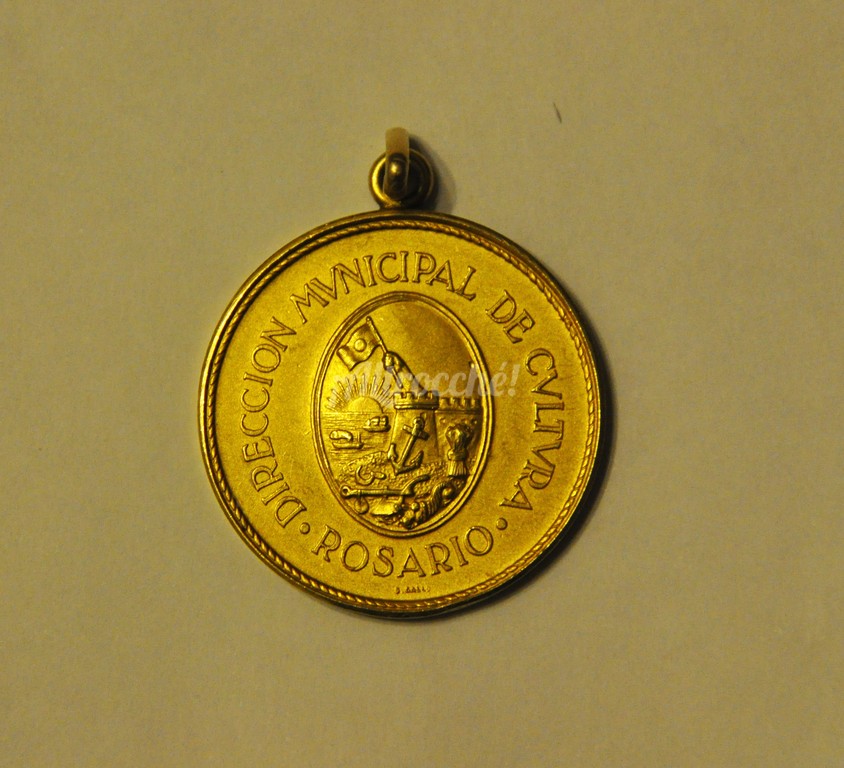 DIRECCION MVNICIPAL DE CVLTVRA
· ROSARIO ·